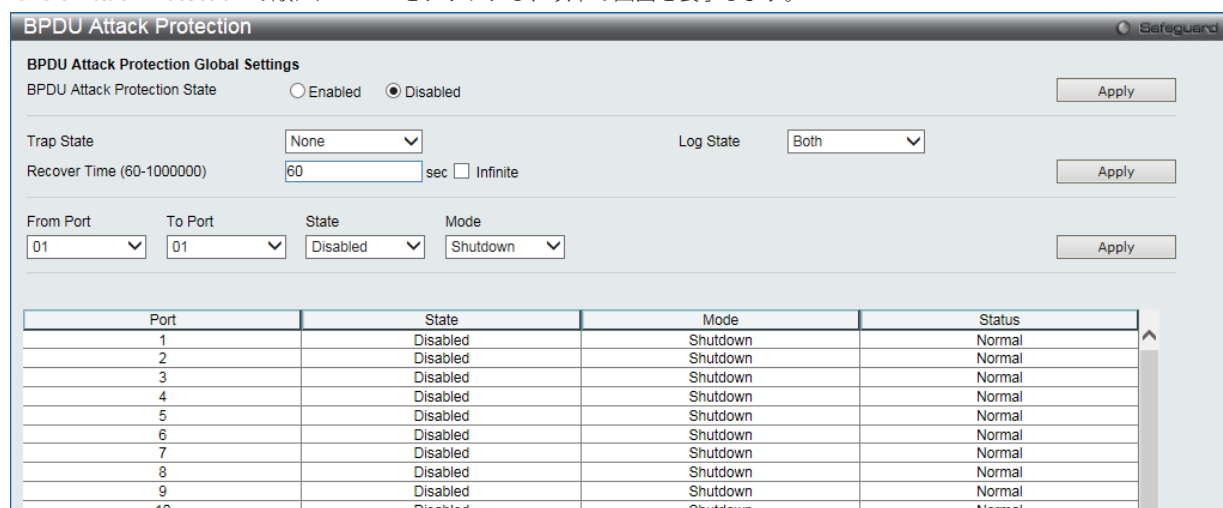 BPDU Attack Protection
Safeguard
BPDU Attack Protection Global Settings
BPDU Attack Protection State Enabled Disabled Apply
Trap State None Log State Both
Recover Time (60-1000000) 60 sec Infinite Apply
From Port To Port State Mode
01 01 Disabled Shutdown Apply
Port State Mode Status
1 Disabled Shutdown Normal
2 Disabled Shutdown Normal
3 Disabled Shutdown Normal
4 Disabled Shutdown Normal
5 Disabled Shutdown Normal
6 Disabled Shutdown Normal
7 Disabled Shutdown Normal
8 Disabled Shutdown Normal
9 Disabled Shutdown Normal